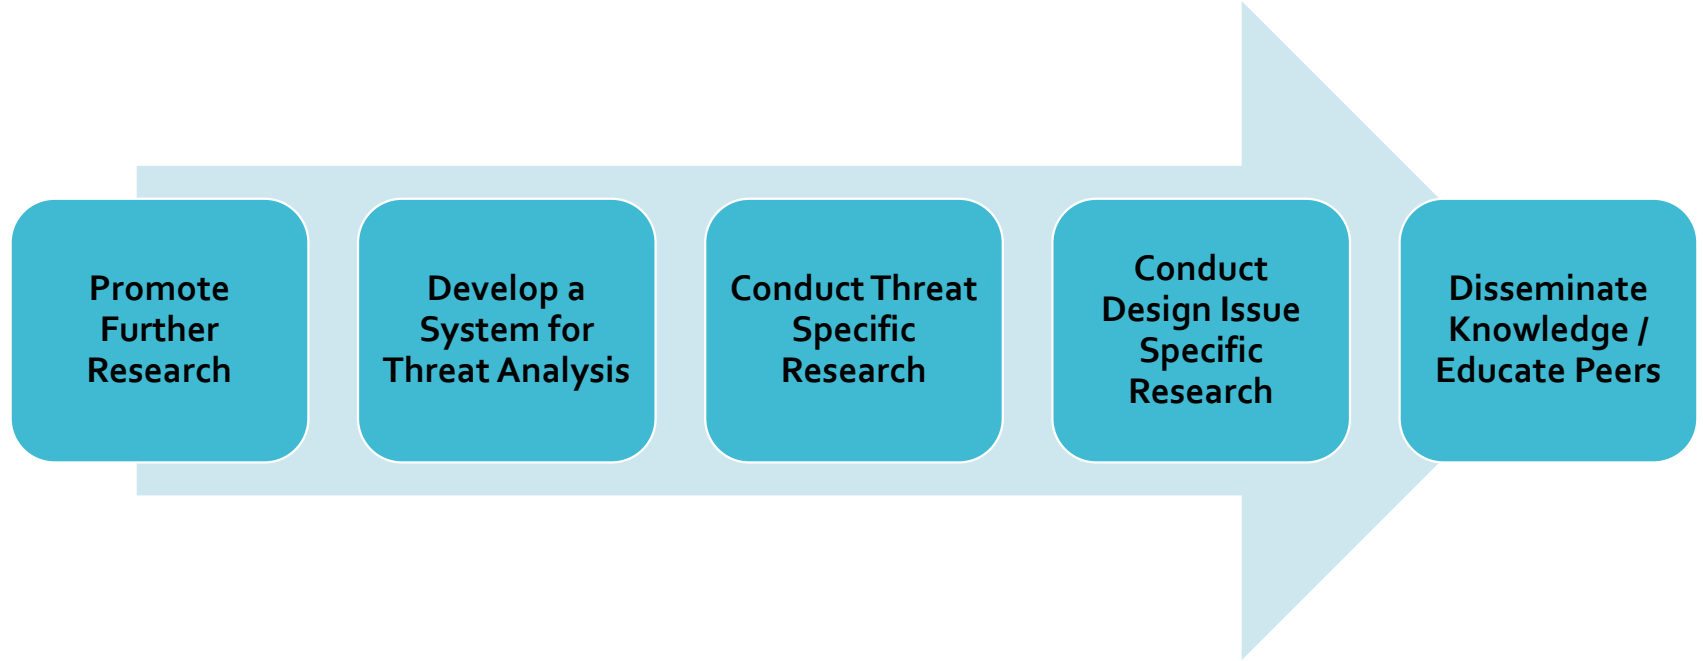 Promote
Further
Research
Develop a
System for
Threat Analysis
Conduct Threat
Specific
Research
Conduct
Design Issue
Specific
Research
Disseminate
Knowledge /
Educate Peers